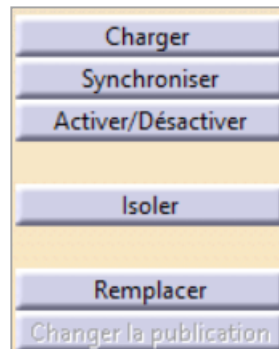 Charger
Synchroniser
Activer/Désactiver
Isoler
Remplacer
Changer la publication